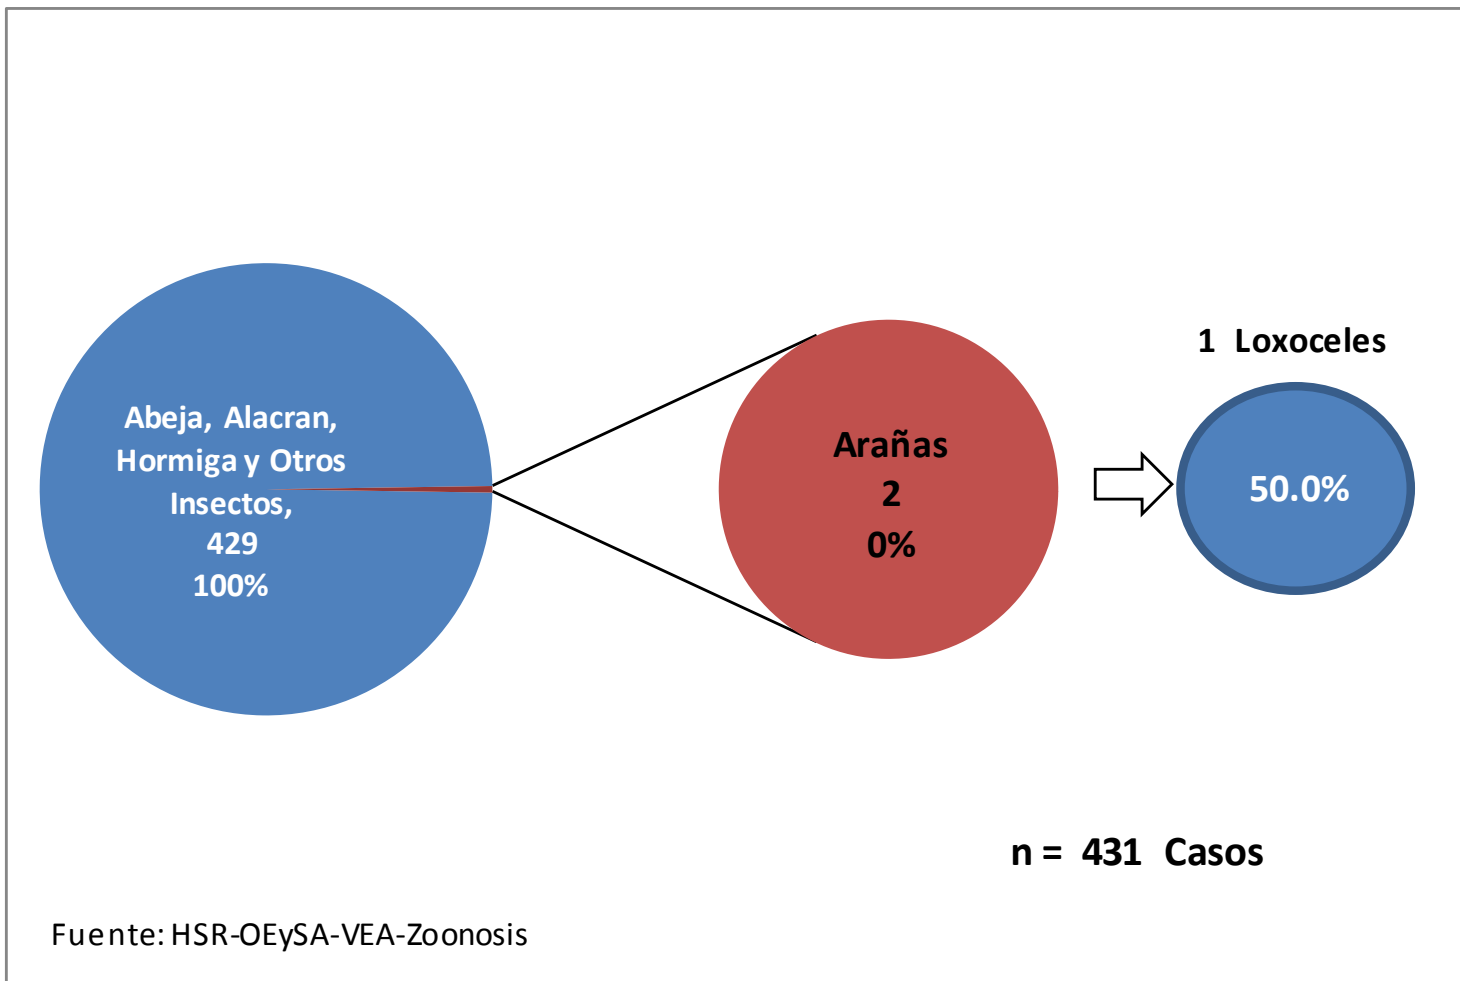 Abeja, Alacran,
Hormiga y Otros
Insectos,
429
100%
Arañas
2
0%
1 Loxoceles
50.0%
n = 431 Casos
Fuente: HSR-OEySA-VEA-Zoonosis